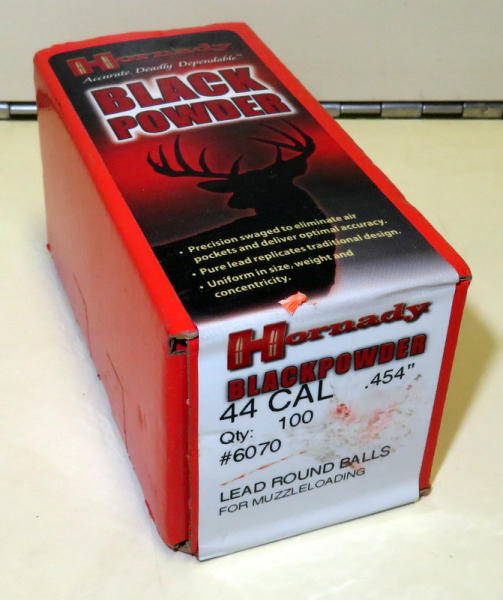 Hornady
Accurate. Deadly. Dependable.™
BLACK
POWDER
• Precision swaged to eliminate air
pockets and deliver optimal accuracy.
• Pure lead replicates traditional design.
• Uniform in size, weight and
concentricity.
Hornady
BLACKPOWDER
44 CAL .454"
Qty: 100
#6070
LEAD ROUND BALLS
FOR MUZZLELOADING